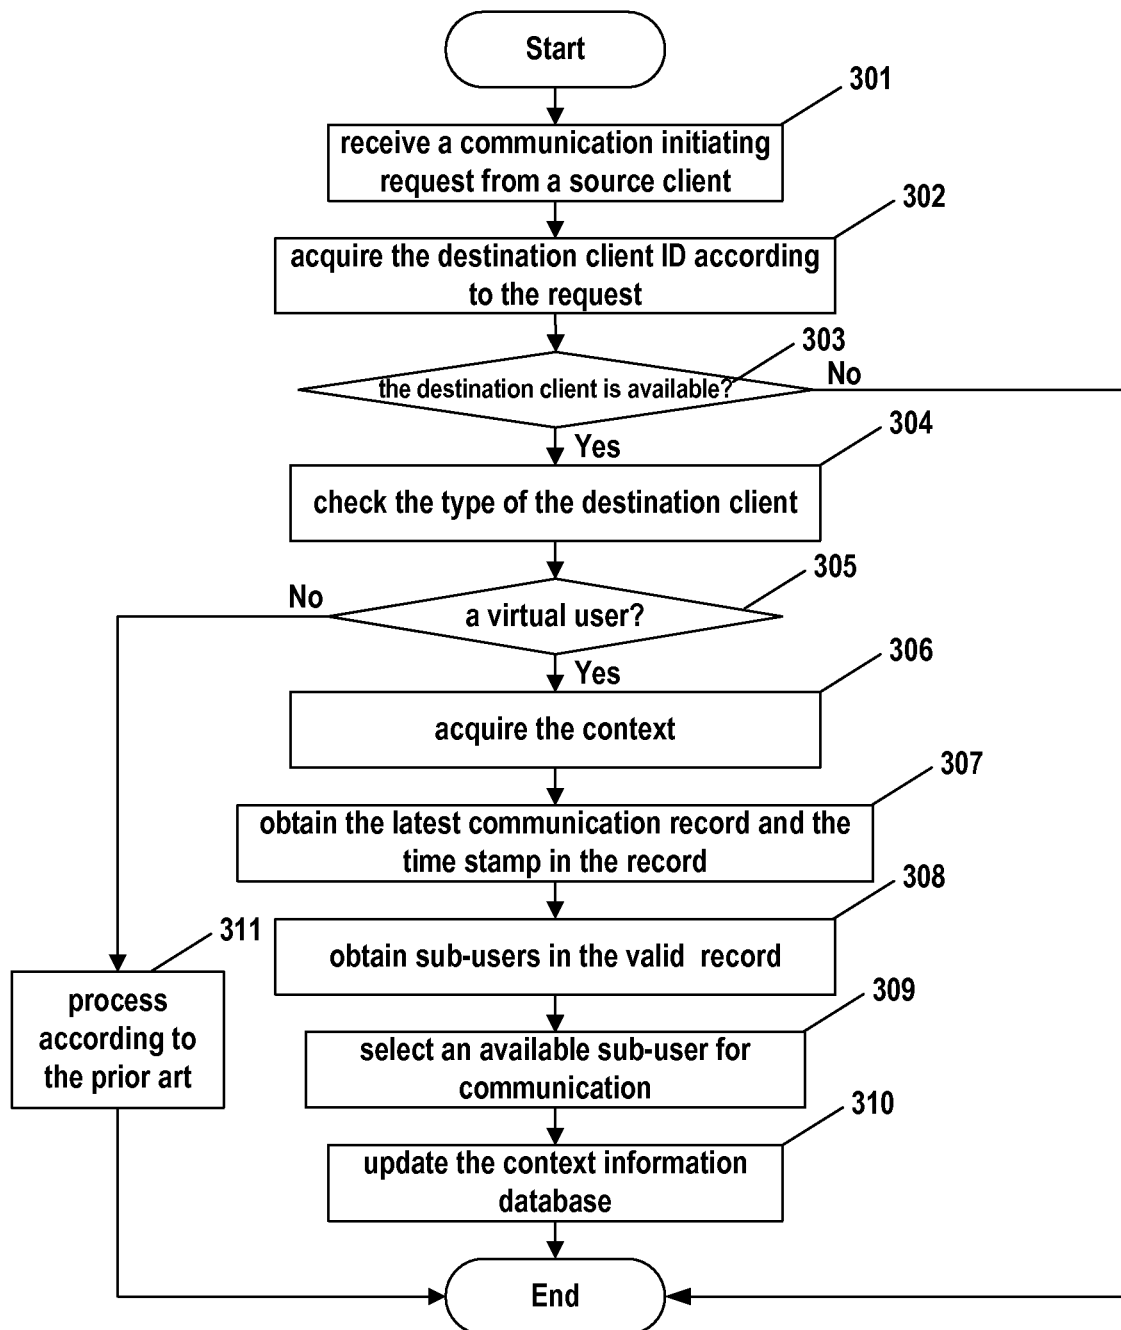 Start
301
receive a communication initiating
request from a source client
302
acquire the destination client ID according
to the request
303
the destination client is available?
No
Yes
304
check the type of the destination client
305
No
a virtual user?
Yes
306
acquire the context
307
obtain the latest communication record and the
time stamp in the record
308
obtain sub-users in the valid record
311
process
according to
the prior art
309
select an available sub-user for
communication
310
update the context information
database
End